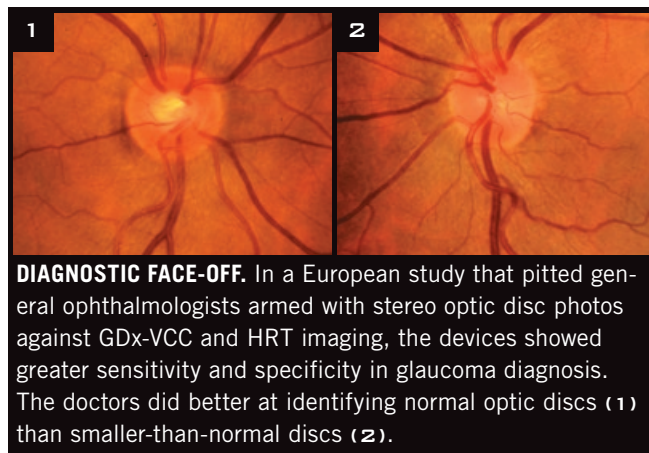 1 2
DIAGNOSTIC FACE-OFF. In a European study that pitted gen-
eral ophthalmologists armed with stereo optic disc photos
against GDx-VCC and HRT imaging, the devices showed
greater sensitivity and specificity in glaucoma diagnosis.
The doctors did better at identifying normal optic discs (1)
than smaller-than-normal discs (2).